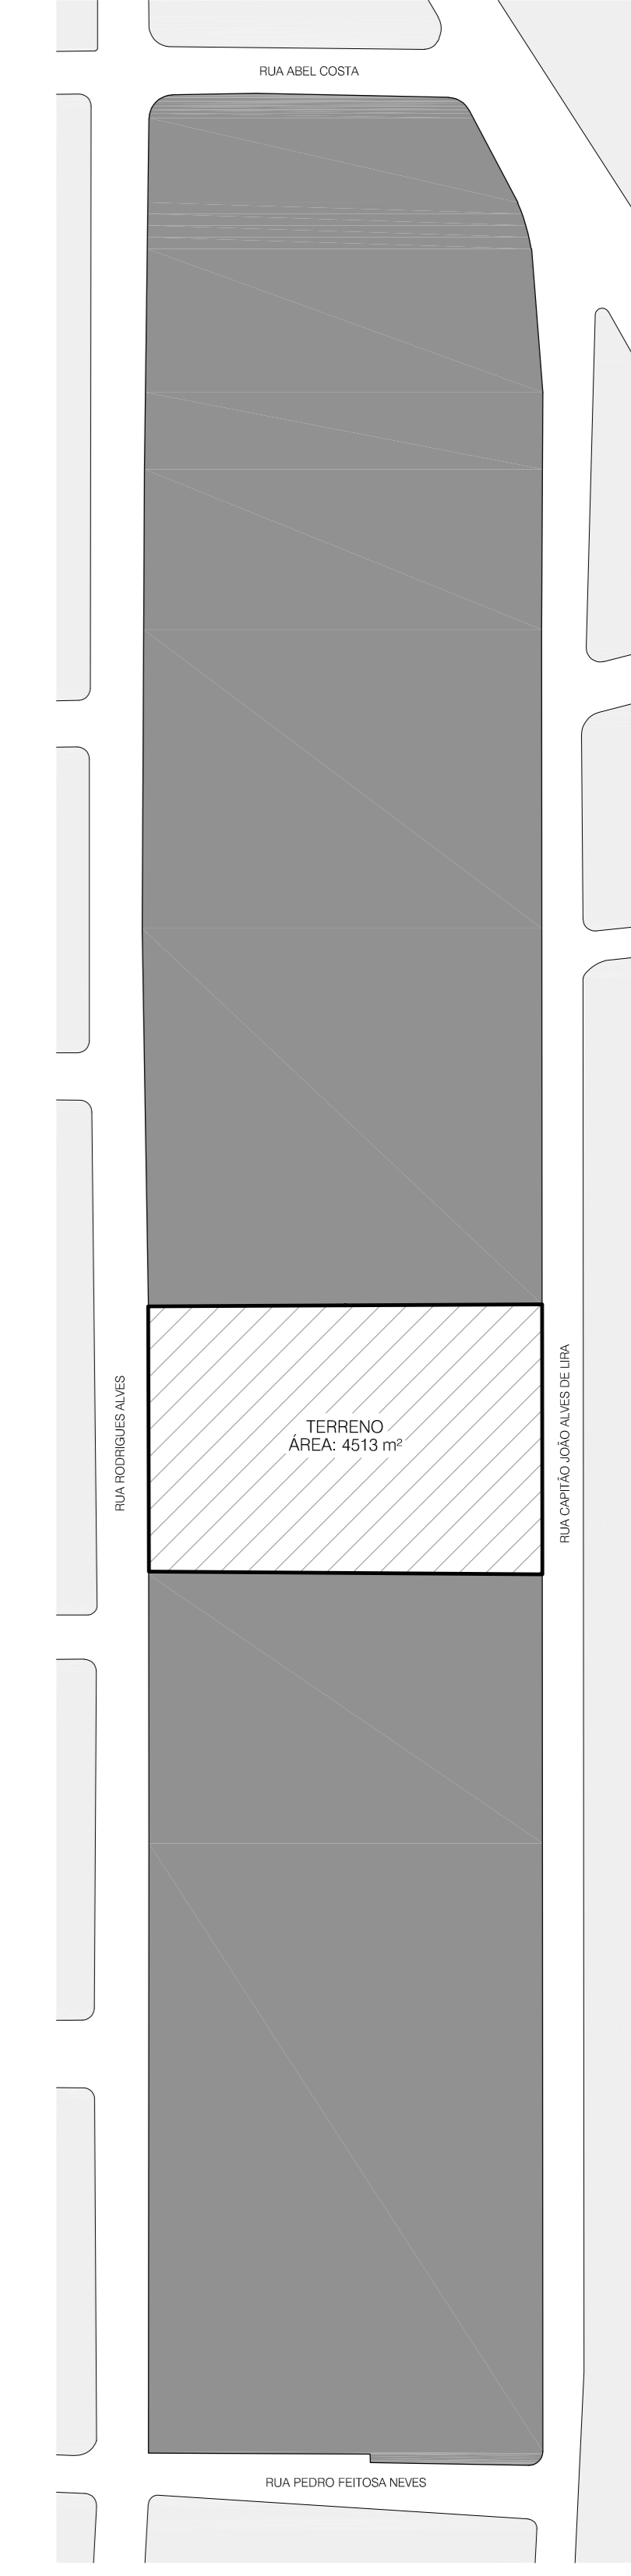 RUA ABEL COSTA
RUA RODRIGUES ALVES
TERRENO
ÁREA: 4513 m²
RUA CAPITÃO JOÃO ALVES DE LIRA
RUA PEDRO FEITOSA NEVES